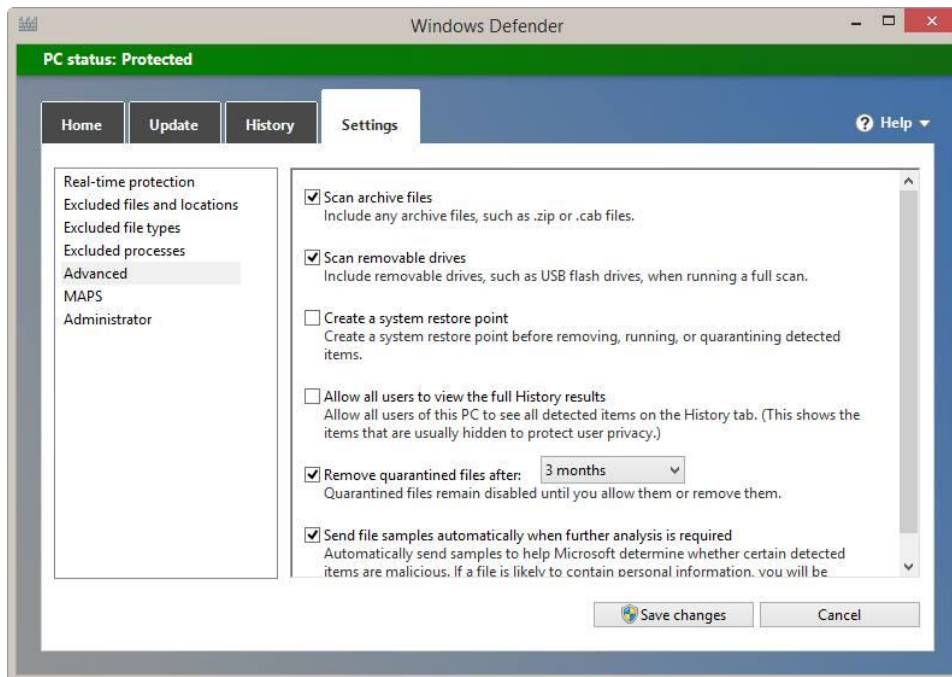 Windows Defender
PC status: Protected
Home
Update
History
Settings
Help
Real-time protection
Excluded files and locations
Excluded file types
Excluded processes
Advanced
MAPS
Administrator
Scan archive files
Include any archive files, such as .zip or .cab files.
Scan removable drives
Include removable drives, such as USB flash drives, when running a full scan.
Create a system restore point
Create a system restore point before removing, running, or quarantining detected
items.
Allow all users to view the full History results
Allow all users of this PC to see all detected items on the History tab. (This shows the
items that are usually hidden to protect user privacy.)
Remove quarantined files after: 3 months
Quarantined files remain disabled until you allow them or remove them.
Send file samples automatically when further analysis is required
Automatically send samples to help Microsoft determine whether certain detected
items are malicious. If a file is likely to contain personal information, you will be
Save changes
Cancel